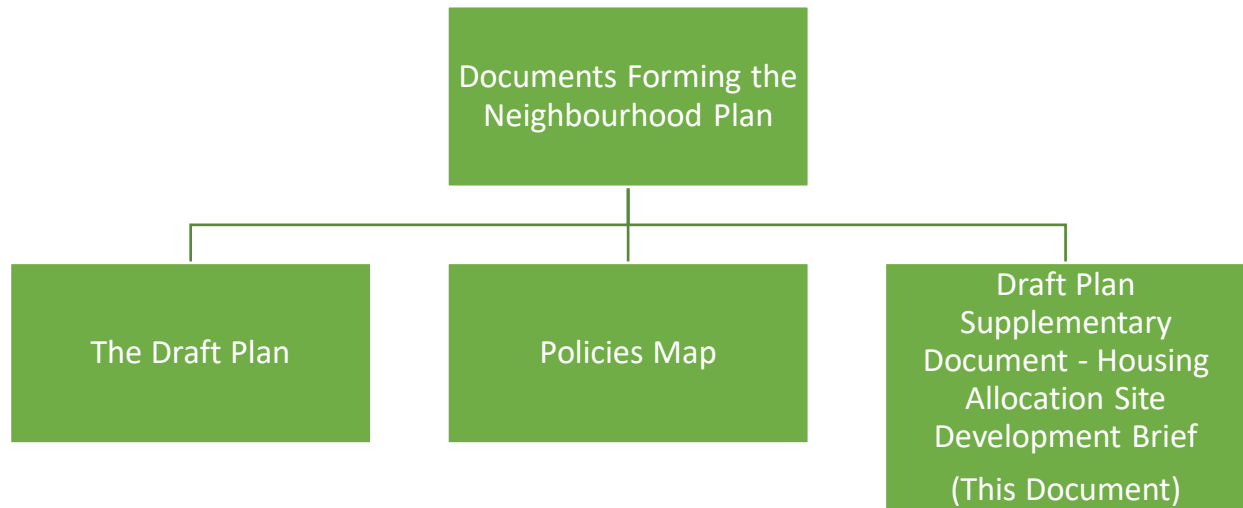 Documents Forming the
Neighbourhood Plan
The Draft Plan
Policies Map
Draft Plan
Supplementary
Document - Housing
Allocation Site
Development Brief
(This Document)